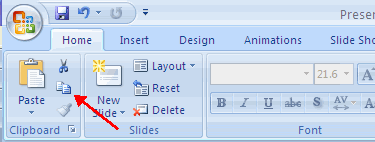 Presen
Home Insert Design Animations Slide Sho
Layout
21.6 A
Reset
Paste New Slide
Delete
B I U abc S AV A
Clipboard Slides Font